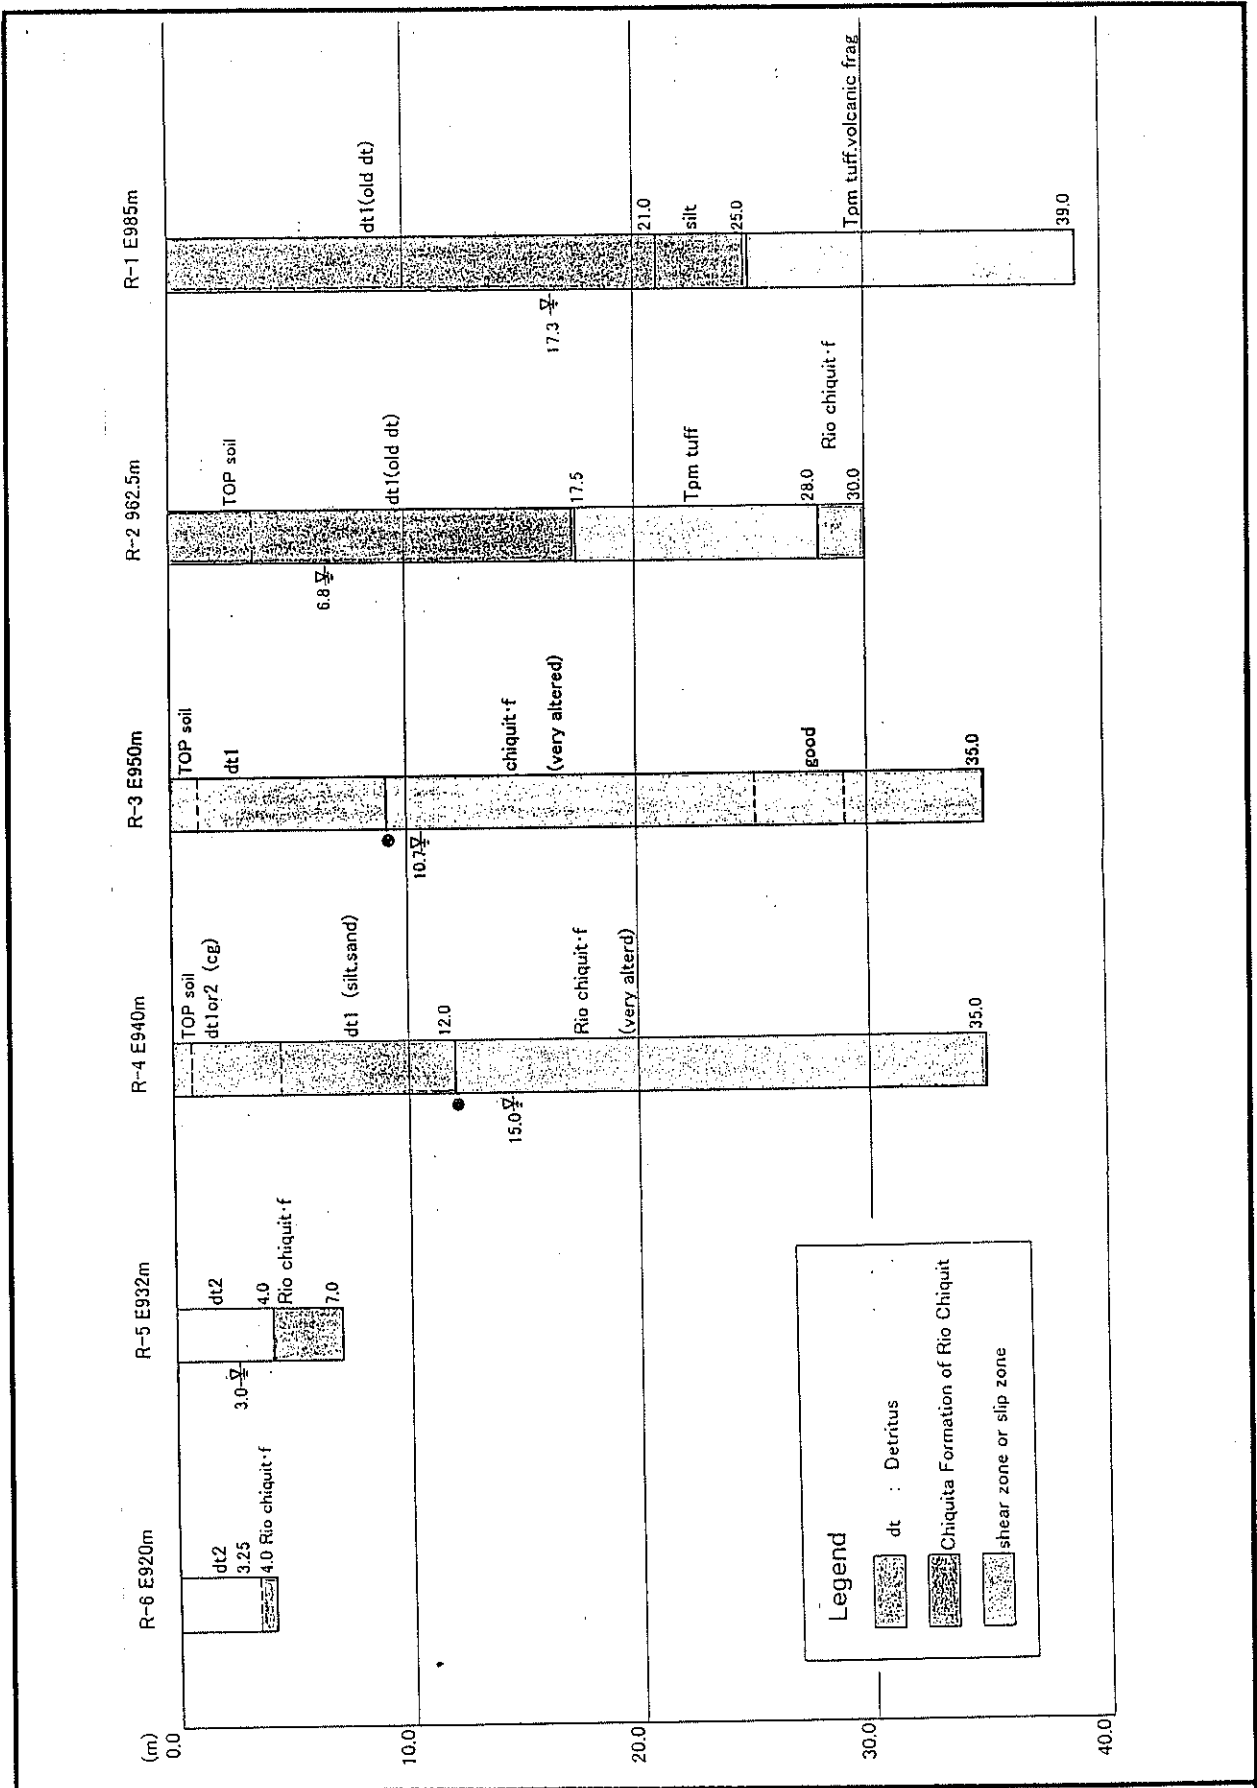 R-6 E920m
R-5 E932m
R-4 E940m
R-3 E950m
R-2 962.5m
R-1 E985m
(m)
0.0
10.0
20.0
30.0
40.0
dt2
3.25
4.0 Rio chiquit·f
dt2
4.0
Rio chiquit·f
7.0
3.0
TOP soil
dt1or2 (cg)
dt1 (silt.sand)
12.0
15.0
Rio chiquit·f
(very alterd)
35.0
TOP soil
dt1
10.7
chiquit·f
(very altered)
good
35.0
TOP soil
6.8
dt1(old dt)
17.5
Tpm tuff
28.0
Rio chiquit·f
30.0
dt1(old dt)
17.3
21.0
silt
25.0
Tpm tuff.volcanic frag
39.0
Legend
dt : Detritus
Chiquita Formation of Rio Chiquit
shear zone or slip zone